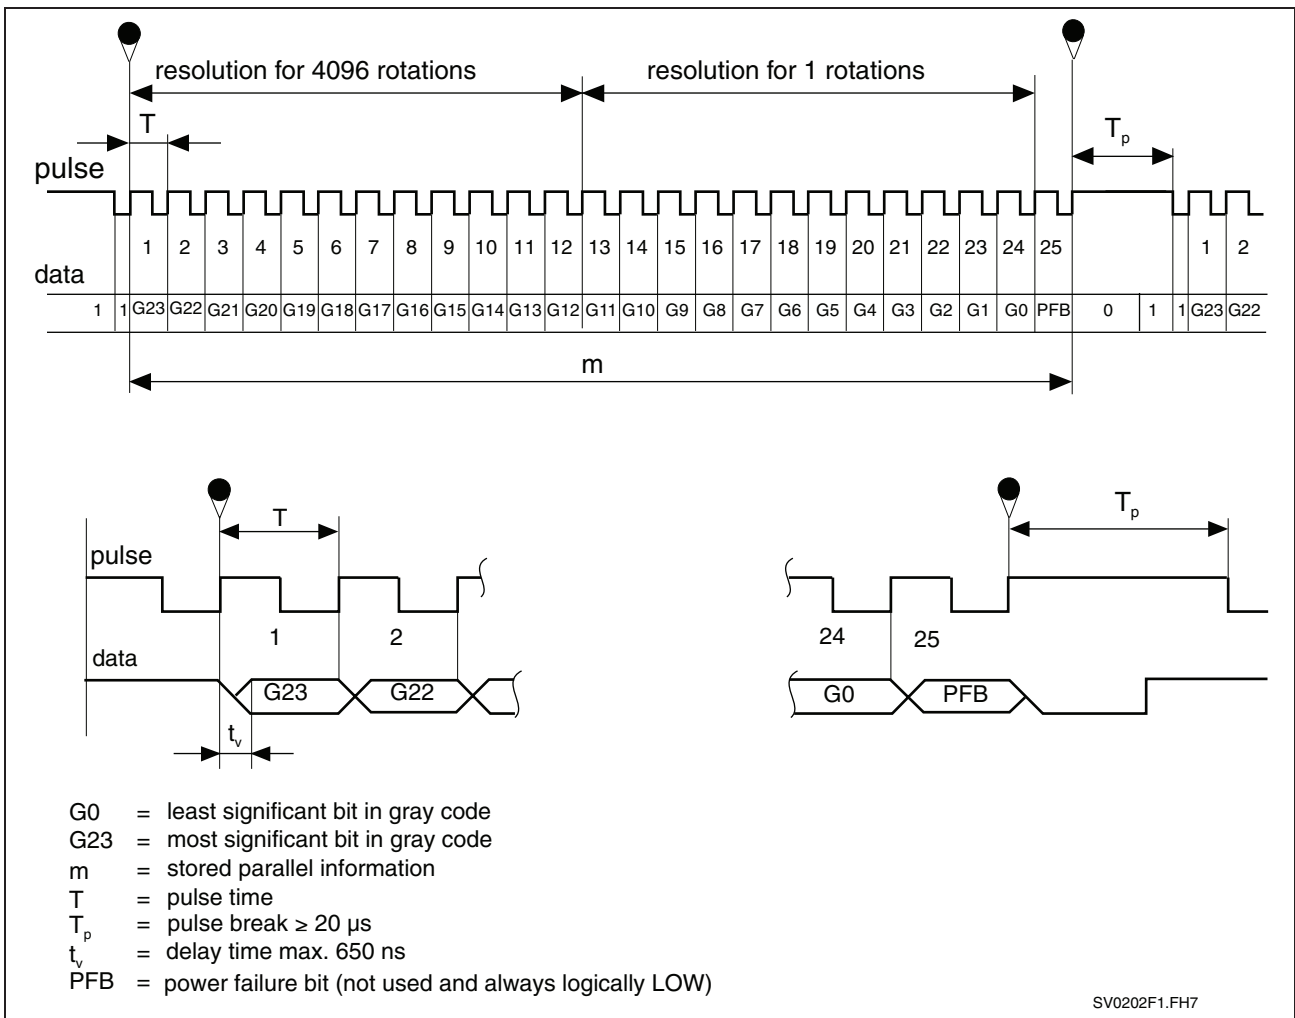 resolution for 4096 rotations resolution for 1 rotations
T Tp
pulse
1 2 3 4 5 6 7 8 9 10 11 12 13 14 15 16 17 18 19 20 21 22 23 24 25 1 2
data
1 1 G23 G22 G21 G20 G19 G18 G17 G16 G15 G14 G13 G12 G11 G10 G9 G8 G7 G6 G5 G4 G3 G2 G1 G0 PFB 0 1 1 G23 G22
m
T Tp
pulse
1 2 24 25
data
G23 G22 G0 PFB
tv
G0 = least significant bit in gray code
G23 = most significant bit in gray code
m = stored parallel information
T = pulse time
Tp = pulse break ≥ 20 µs
tv = delay time max. 650 ns
PFB = power failure bit (not used and always logically LOW)
SV0202F1.FH7